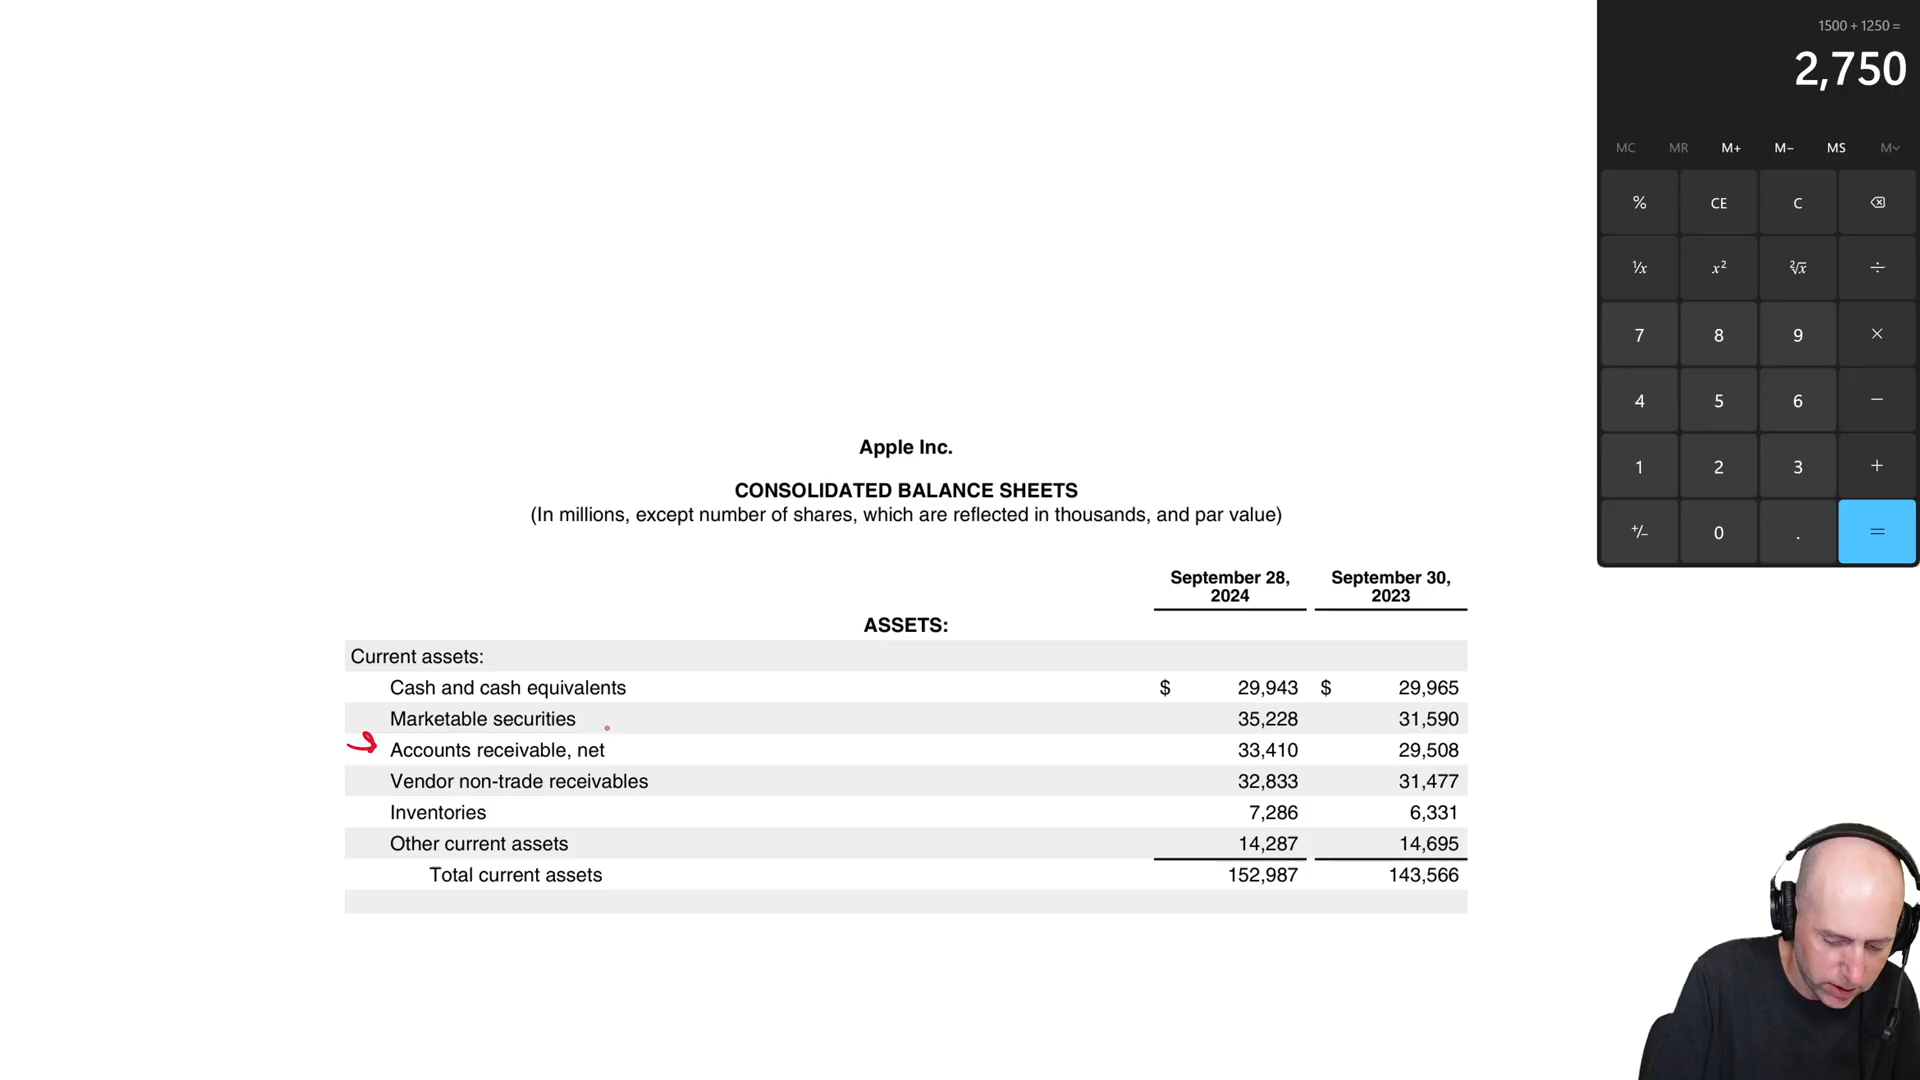 1500 + 1250 =
2,750
MC MR M+ M− MS M˅
% CE C ⌫
¹⁄x x² ²√x ÷
7 8 9 ×
4 5 6 −
1 2 3 +
+/− 0 . =
Apple Inc.
CONSOLIDATED BALANCE SHEETS
(In millions, except number of shares, which are reflected in thousands, and par value)
September 28, 2024 September 30, 2023
ASSETS:
Current assets:
Cash and cash equivalents $ 29,943 $ 29,965
Marketable securities 35,228 31,590
Accounts receivable, net 33,410 29,508
Vendor non-trade receivables 32,833 31,477
Inventories 7,286 6,331
Other current assets 14,287 14,695
Total current assets 152,987 143,566